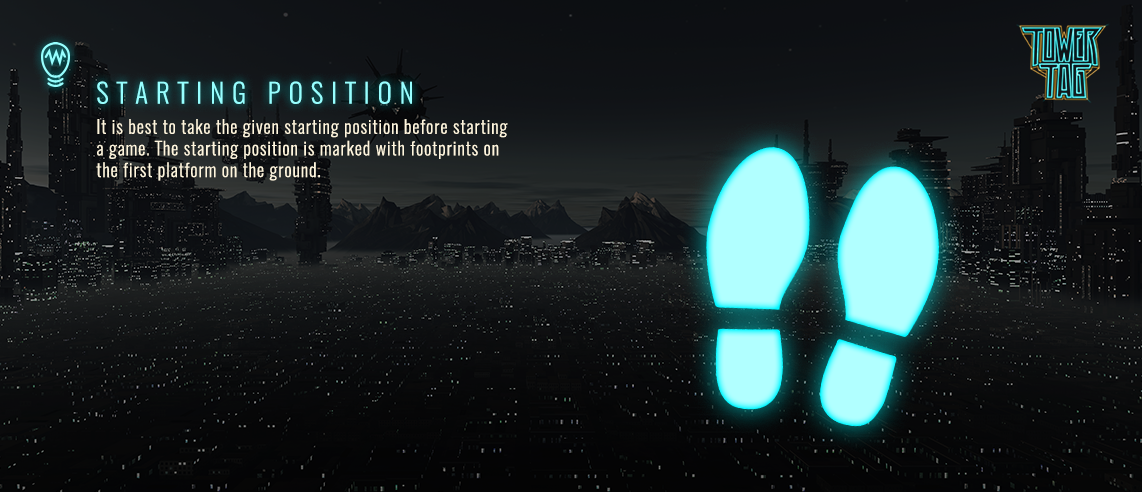 TOWER
TAG
STARTING POSITION
It is best to take the given starting position before starting
a game. The starting position is marked with footprints on
the first platform on the ground.